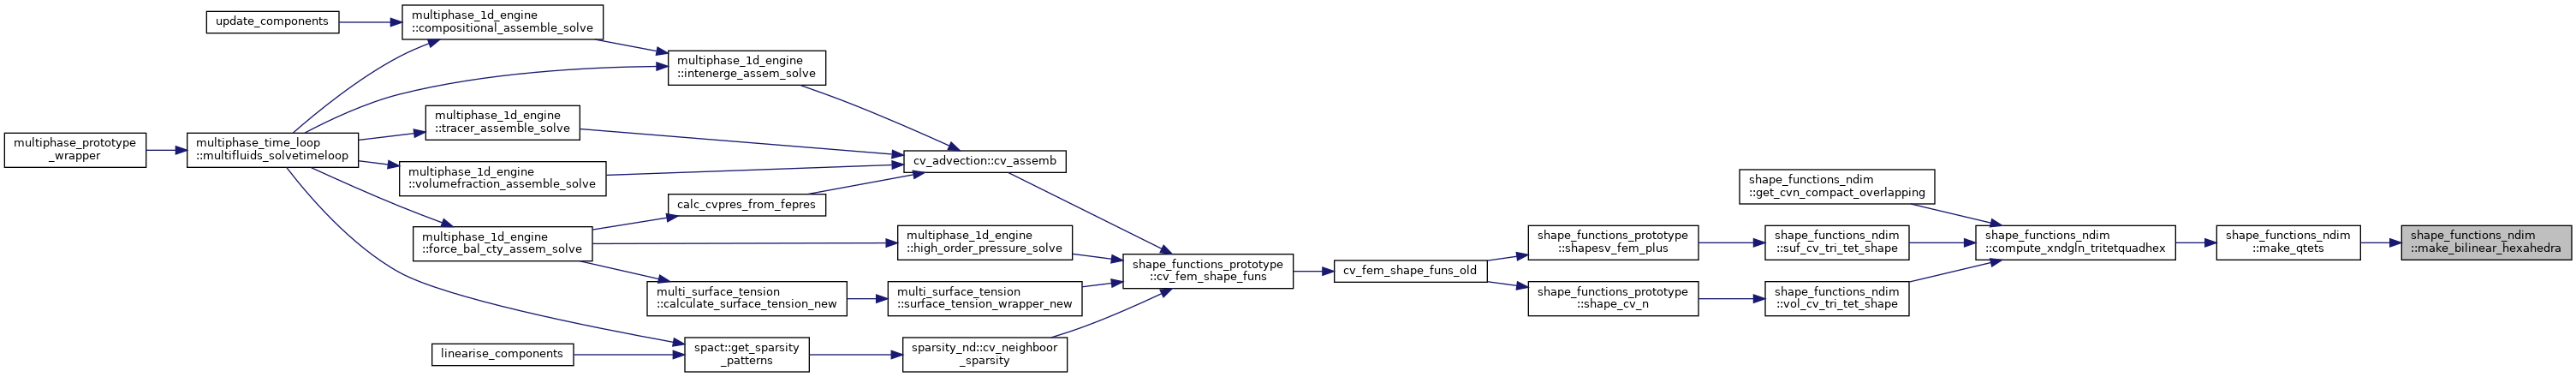 update_components
multiphase_1d_engine
::compositional_assemble_solve
multiphase_1d_engine
::intenerge_assem_solve
multiphase_1d_engine
::tracer_assemble_solve
multiphase_prototype
_wrapper
multiphase_time_loop
::multifluids_solvetimeloop
multiphase_1d_engine
::volumefraction_assemble_solve
cv_advection::cv_assemb
calc_cvpres_from_fepres
multiphase_1d_engine
::force_bal_cty_assem_solve
multiphase_1d_engine
::high_order_pressure_solve
multi_surface_tension
::calculate_surface_tension_new
multi_surface_tension
::surface_tension_wrapper_new
linearise_components
spact::get_sparsity
_patterns
sparsity_nd::cv_neighboor
_sparsity
shape_functions_prototype
::cv_fem_shape_funs
cv_fem_shape_funs_old
shape_functions_prototype
::shapesv_fem_plus
shape_functions_prototype
::shape_cv_n
shape_functions_ndim
::get_cvn_compact_overlapping
shape_functions_ndim
::suf_cv_tri_tet_shape
shape_functions_ndim
::vol_cv_tri_tet_shape
shape_functions_ndim
::compute_xndgln_tritetquadhex
shape_functions_ndim
::make_qtets
shape_functions_ndim
::make_bilinear_hexahedra